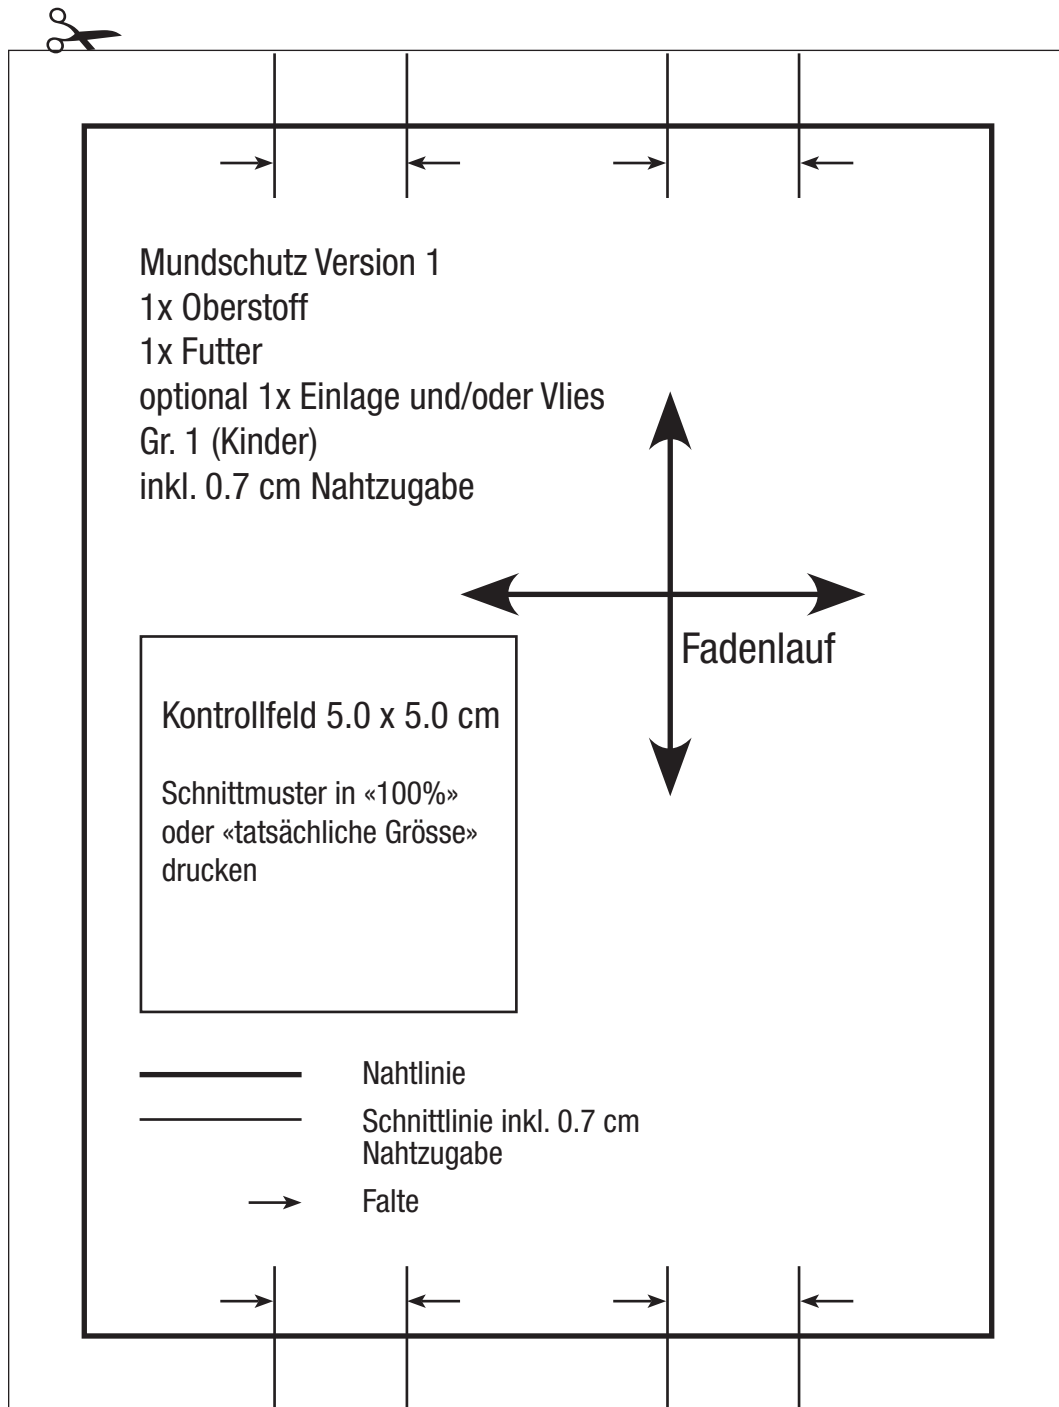 Mundschutz Version 1
1x Oberstoff
1x Futter
optional 1x Einlage und/oder Vlies
Gr. 1 (Kinder)
inkl. 0.7 cm Nahtzugabe
Fadenlauf
Kontrollfeld 5.0 x 5.0 cm
Schnittmuster in «100%»
oder «tatsächliche Grösse»
drucken
Nahtlinie
Schnittlinie inkl. 0.7 cm
Nahtzugabe
Falte